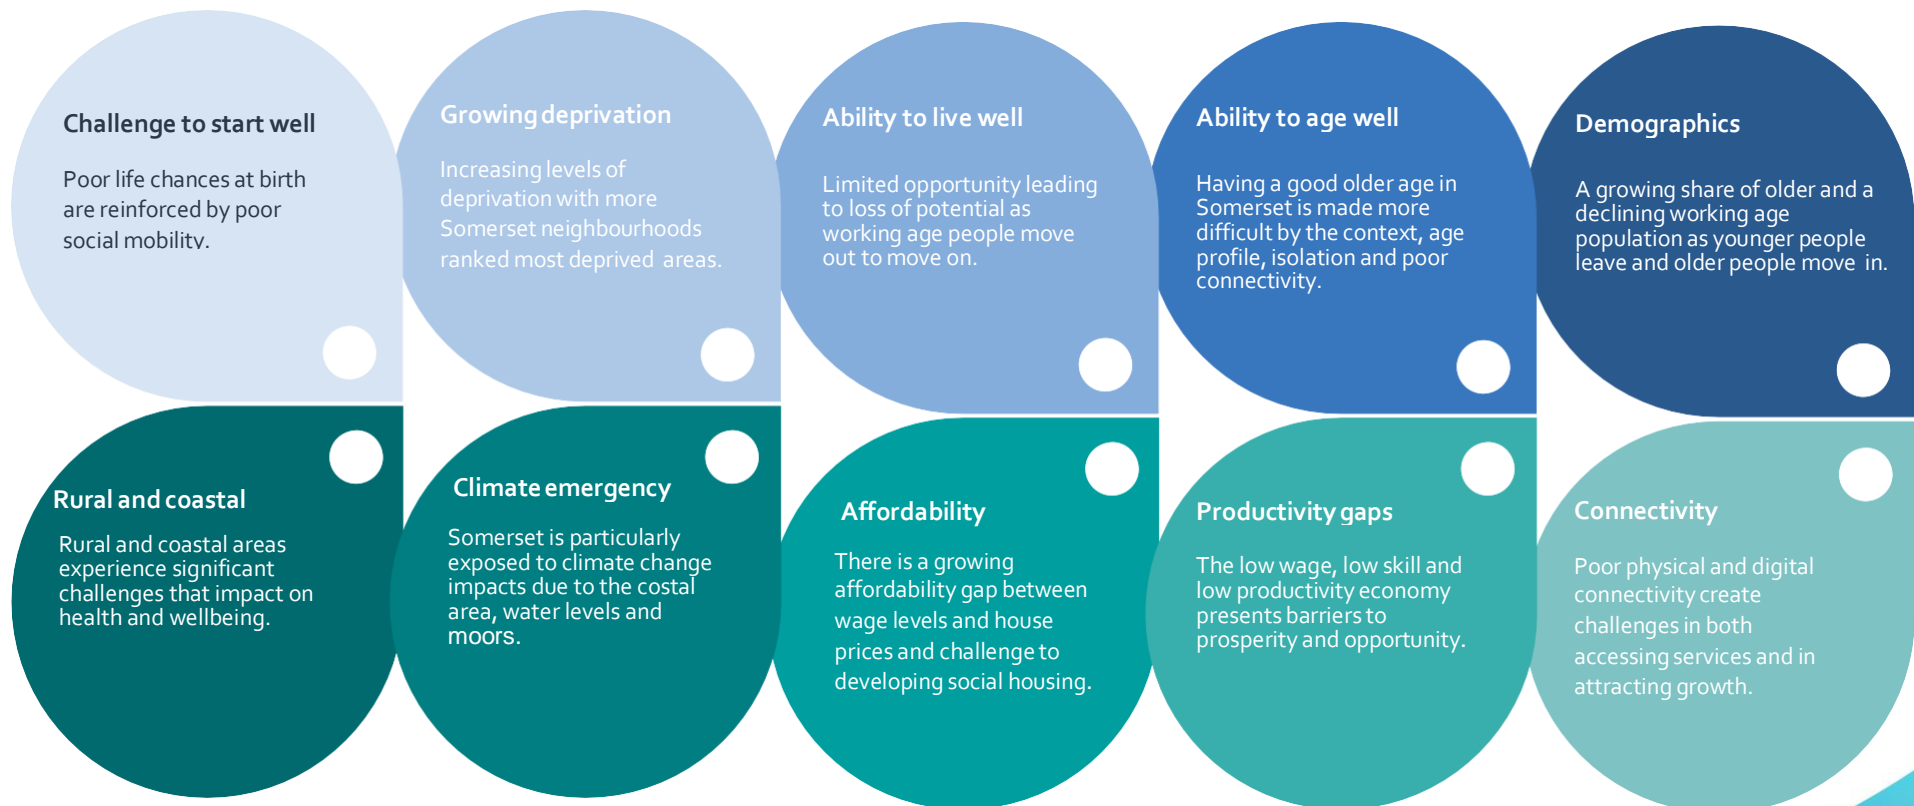 Challenge to start well
Poor life chances at birth
are reinforced by poor
social mobility.
Growing deprivation
Increasing levels of
deprivation with more
Somerset neighbourhoods
ranked most deprived areas.
Ability to live well
Limited opportunity leading
to loss of potential as
working age people move
out to move on.
Ability to age well
Having a good older age in
Somerset is made more
difficult by the context, age
profile, isolation and poor
connectivity.
Demographics
A growing share of older and a
declining working age
population as younger people
leave and older people move in.
Rural and coastal
Rural and coastal areas
experience significant
challenges that impact on
health and wellbeing.
Climate emergency
Somerset is particularly
exposed to climate change
impacts due to the costal
area, water levels and
moors.
Affordability
There is a growing
affordability gap between
wage levels and house
prices and challenge to
developing social housing.
Productivity gaps
The low wage, low skill and
low productivity economy
presents barriers to
prosperity and opportunity.
Connectivity
Poor physical and digital
connectivity create
challenges in both
accessing services and in
attracting growth.